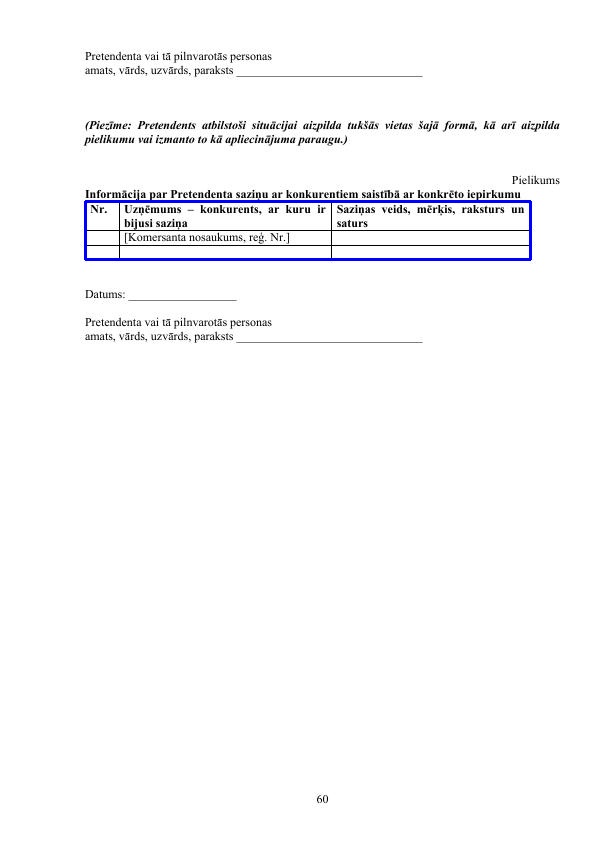 Pretendenta vai tā pilnvarotās personas
amats, vārds, uzvārds, paraksts _______________________________
(Piezīme: Pretendents atbilstoši situācijai aizpilda tukšās vietas šajā formā, kā arī aizpilda
pielikumu vai izmanto to kā apliecinājuma paraugu.)
Pielikums
Informācija par Pretendenta saziņu ar konkurentiem saistībā ar konkrēto iepirkumu
Nr.
Uzņēmums – konkurents, ar kuru ir
bijusi saziņa
Saziņas veids, mērķis, raksturs un
saturs
[Komersanta nosaukums, reģ. Nr.]
Datums: __________________
Pretendenta vai tā pilnvarotās personas
amats, vārds, uzvārds, paraksts _______________________________
60